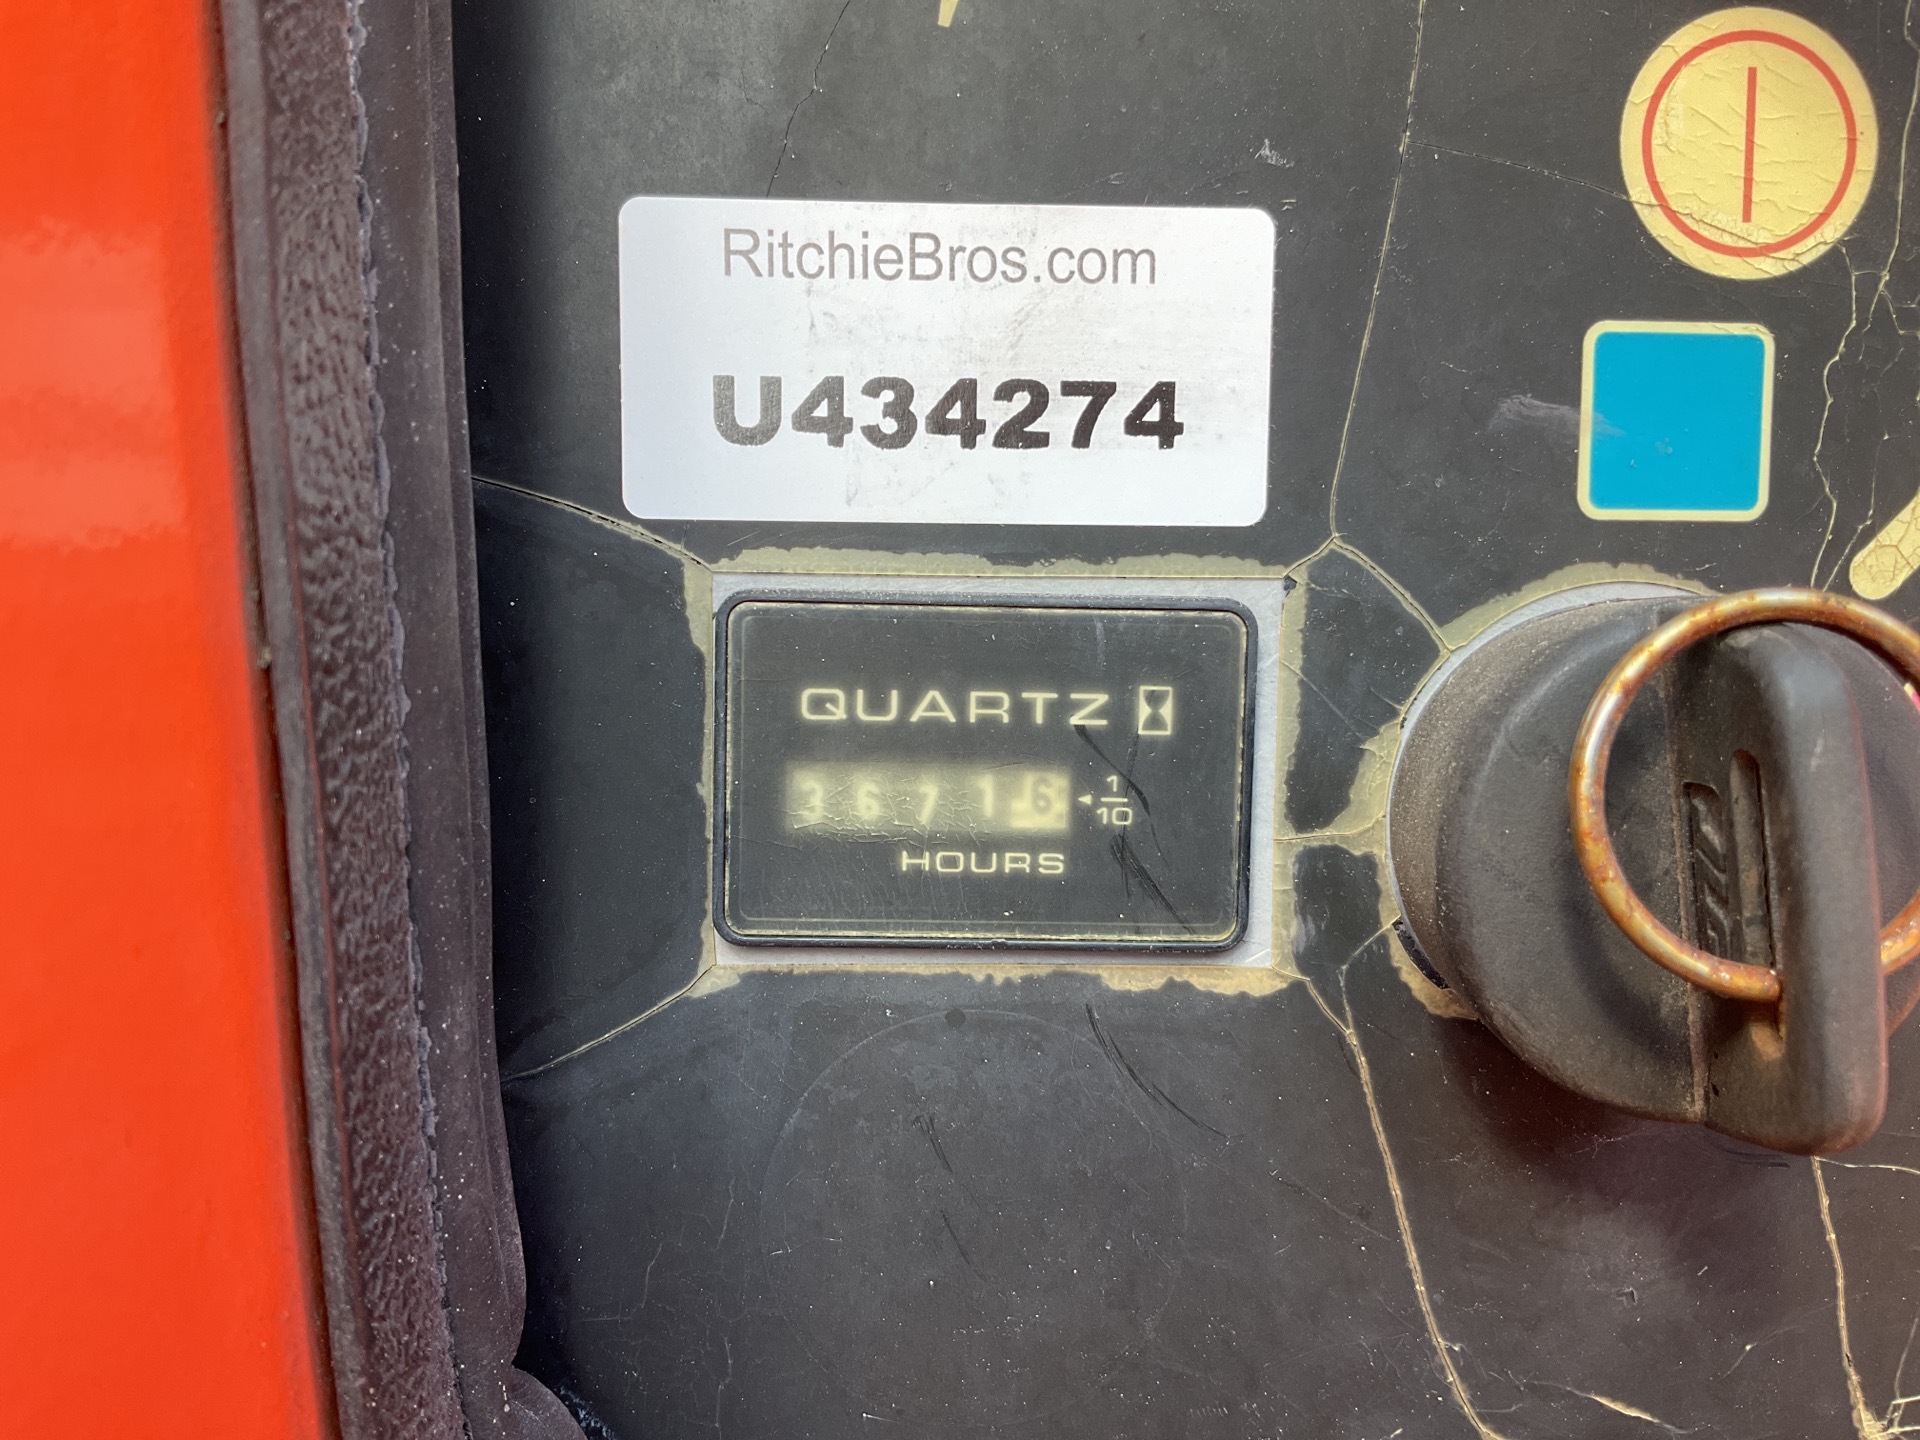 RitchieBros.com
U434274
QUARTZ
3 6 7 1 6 1/10
HOURS